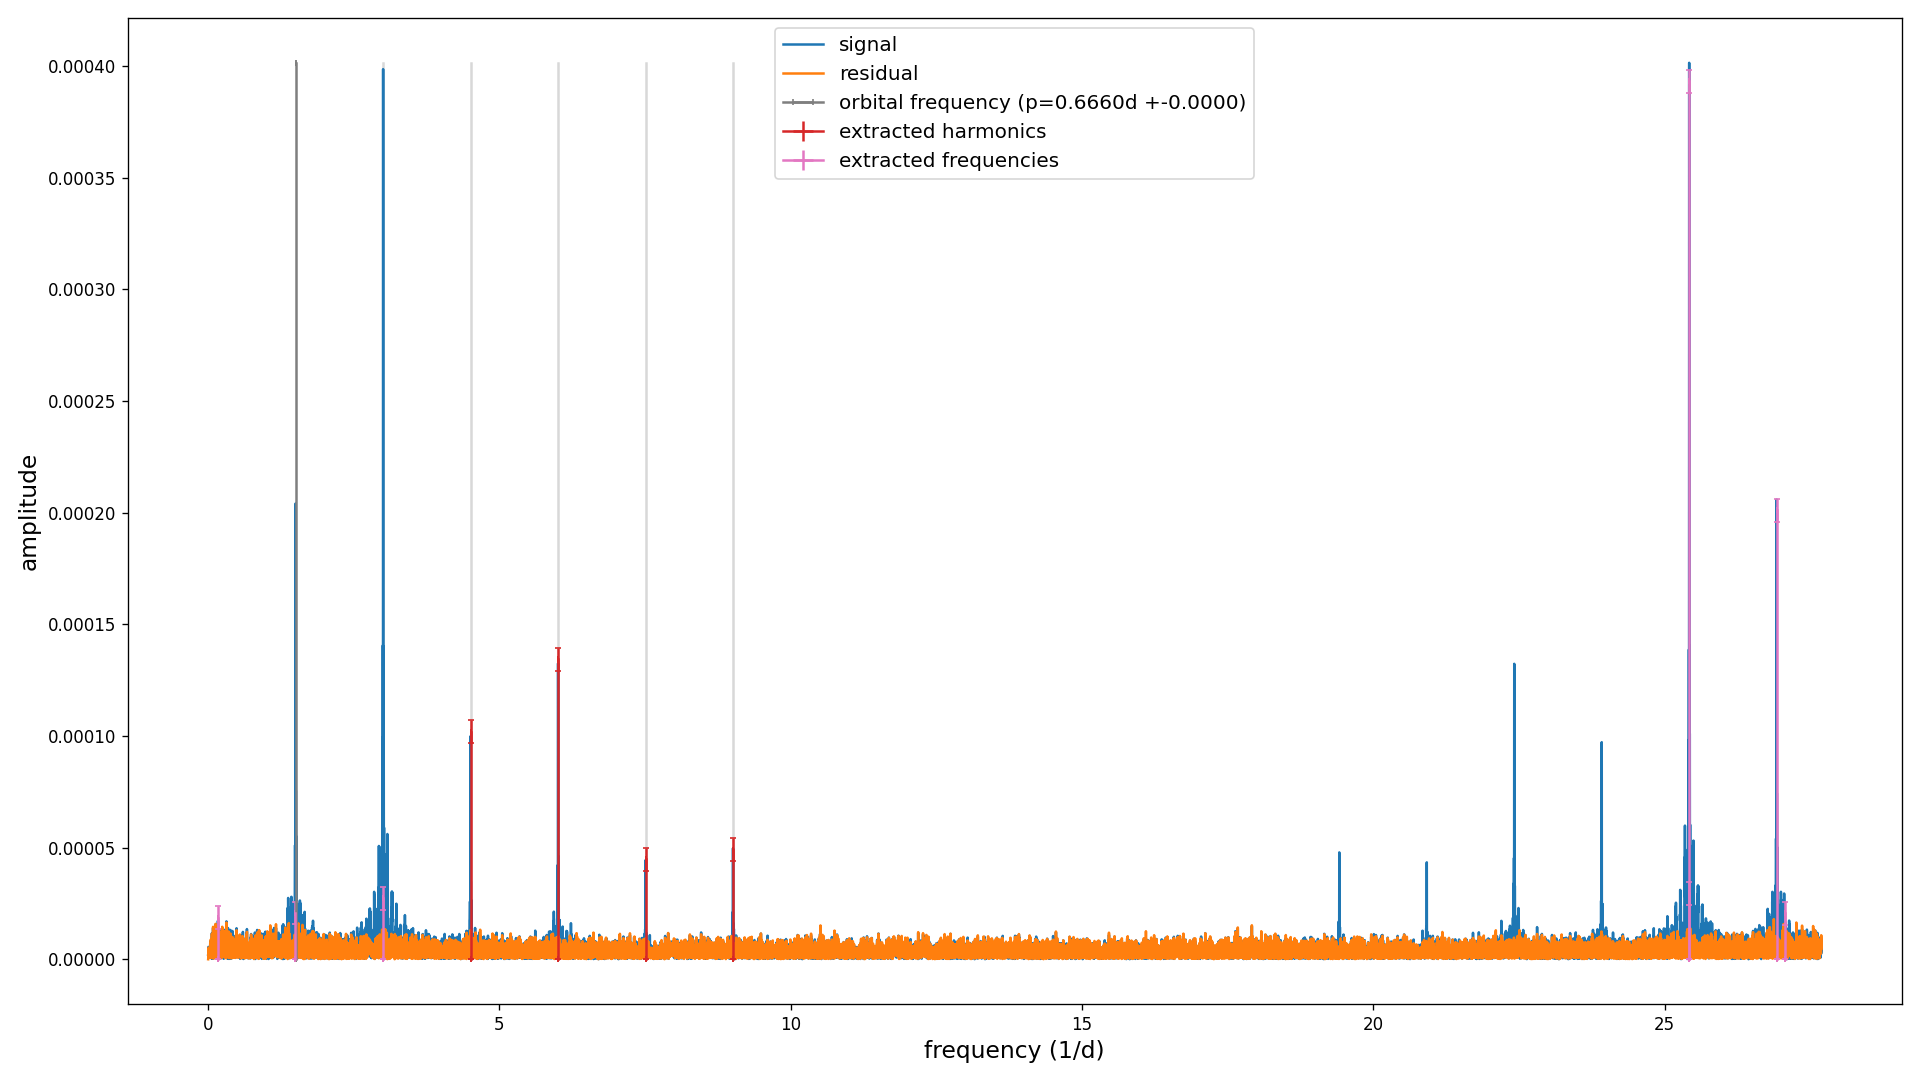 signal
residual
orbital frequency (p=0.6660d +-0.0000)
extracted harmonics
extracted frequencies
0.00040
0.00035
0.00030
0.00025
0.00020
0.00015
0.00010
0.00005
0.00000
amplitude
0 5 10 15 20 25
frequency (1/d)